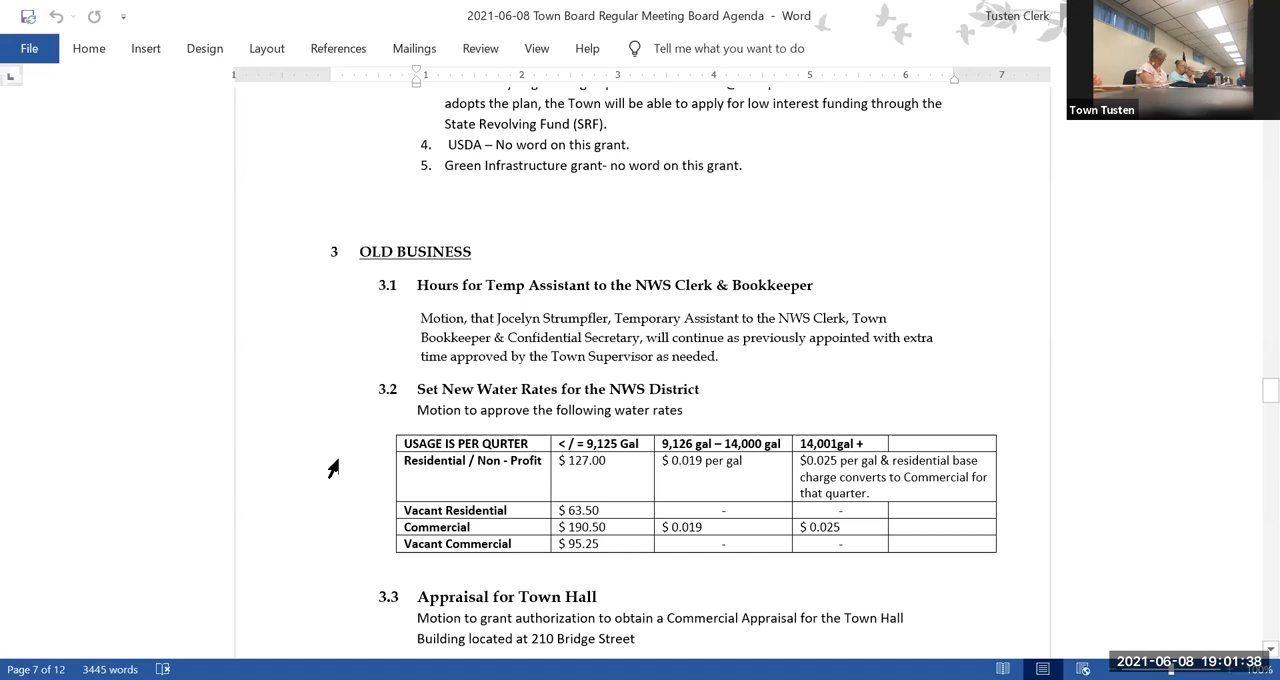 2021-06-08 Town Board Regular Meeting Board Agenda - Word
Tusten Clerk
File Home Insert Design Layout References Mailings Review View Help Tell me what you want to do
1 1 2 3 4 5 6 7
Town Tusten
adopts the plan, the Town will be able to apply for low interest funding through the
State Revolving Fund (SRF).
4. USDA – No word on this grant.
5. Green Infrastructure grant- no word on this grant.
3 OLD BUSINESS
3.1 Hours for Temp Assistant to the NWS Clerk & Bookkeeper
Motion, that Jocelyn Strumpfler, Temporary Assistant to the NWS Clerk, Town
Bookkeeper & Confidential Secretary, will continue as previously appointed with extra
time approved by the Town Supervisor as needed.
3.2 Set New Water Rates for the NWS District
Motion to approve the following water rates
USAGE IS PER QURTER < / = 9,125 Gal 9,126 gal – 14,000 gal 14,001gal +
Residential / Non - Profit $ 127.00 $ 0.019 per gal $0.025 per gal & residential base
charge converts to Commercial for
that quarter.
Vacant Residential $ 63.50 - -
Commercial $ 190.50 $ 0.019 $ 0.025
Vacant Commercial $ 95.25 - -
3.3 Appraisal for Town Hall
Motion to grant authorization to obtain a Commercial Appraisal for the Town Hall
Building located at 210 Bridge Street
Page 7 of 12 3445 words
2021-06-08 19:01:38
100%